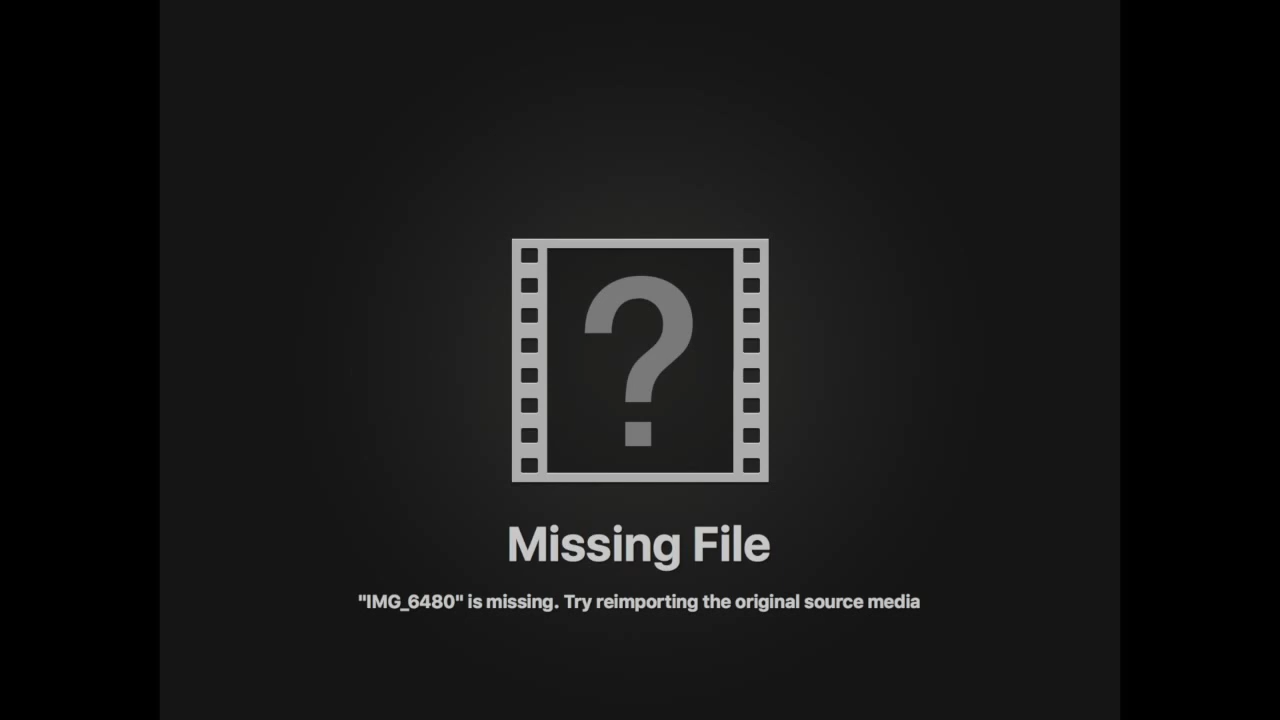 ?
Missing File
"IMG_6480" is missing. Try reimporting the original source media